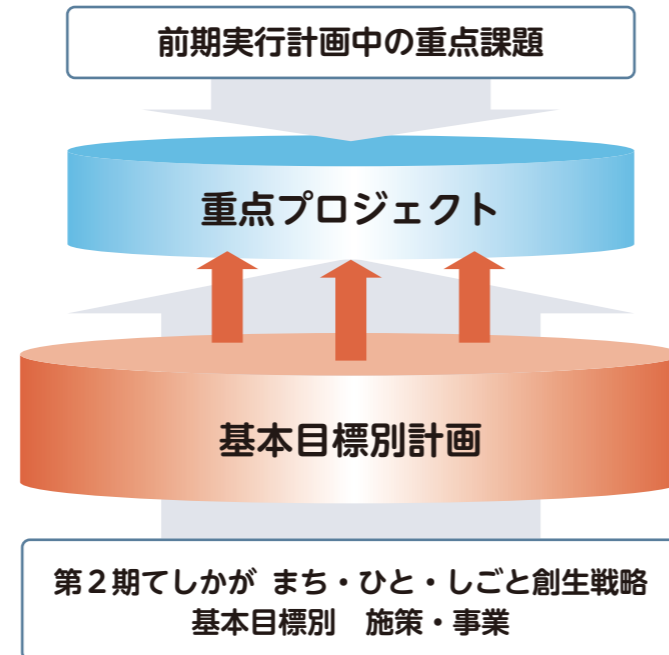 前期実行計画中の重点課題
重点プロジェクト
基本目標別計画
第2期てしかが まち・ひと・しごと創生戦略
基本目標別　施策・事業